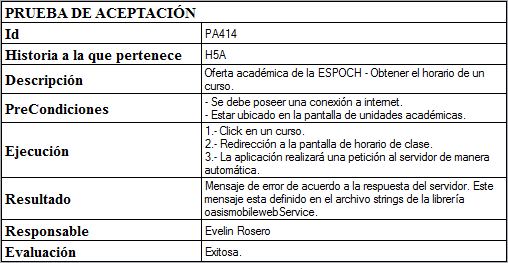 PRUEBA DE ACEPTACIÓN
Id PA414
Historia a la que pertenece H5A
Descripción Oferta académica de la ESPOCH - Obtener el horario de un
curso.
PreCondiciones - Se debe poseer una conexión a internet.
- Estar ubicado en la pantalla de unidades académicas.
Ejecución 1.- Click en un curso.
2.- Redirección a la pantalla de horario de clase.
3.- La aplicación realizará una petición al servidor de manera
automática.
Resultado Mensaje de error de acuerdo a la respuesta del servidor. Este
mensaje esta definido en el archivo strings de la librería
oasismobilewebService.
Responsable Evelin Rosero
Evaluación Exitosa.